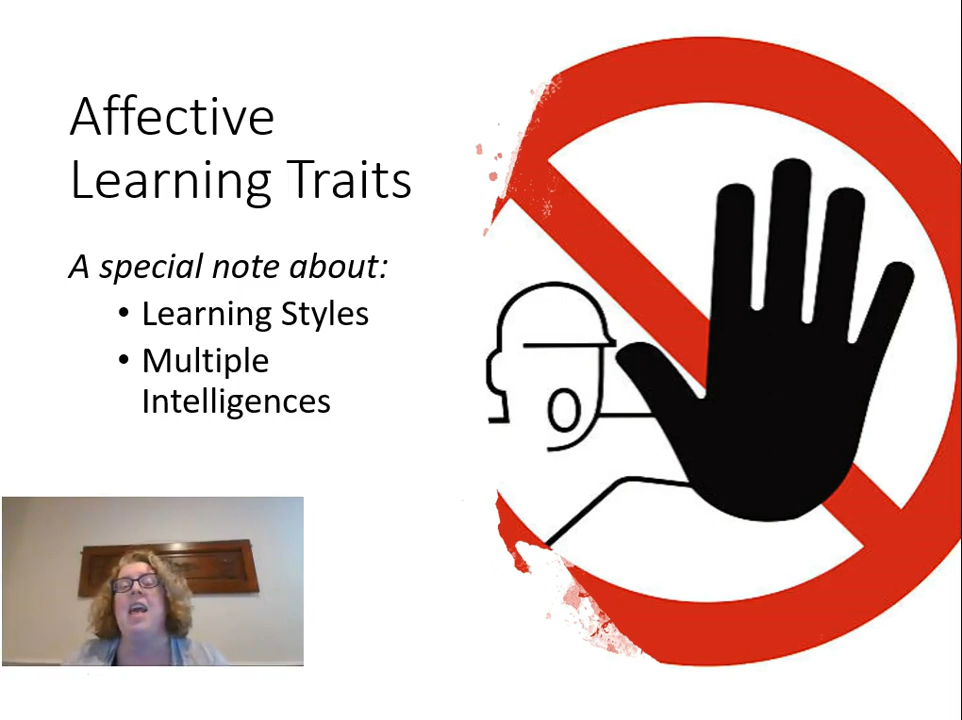 Affective
Learning Traits
A special note about:
• Learning Styles
• Multiple
Intelligences